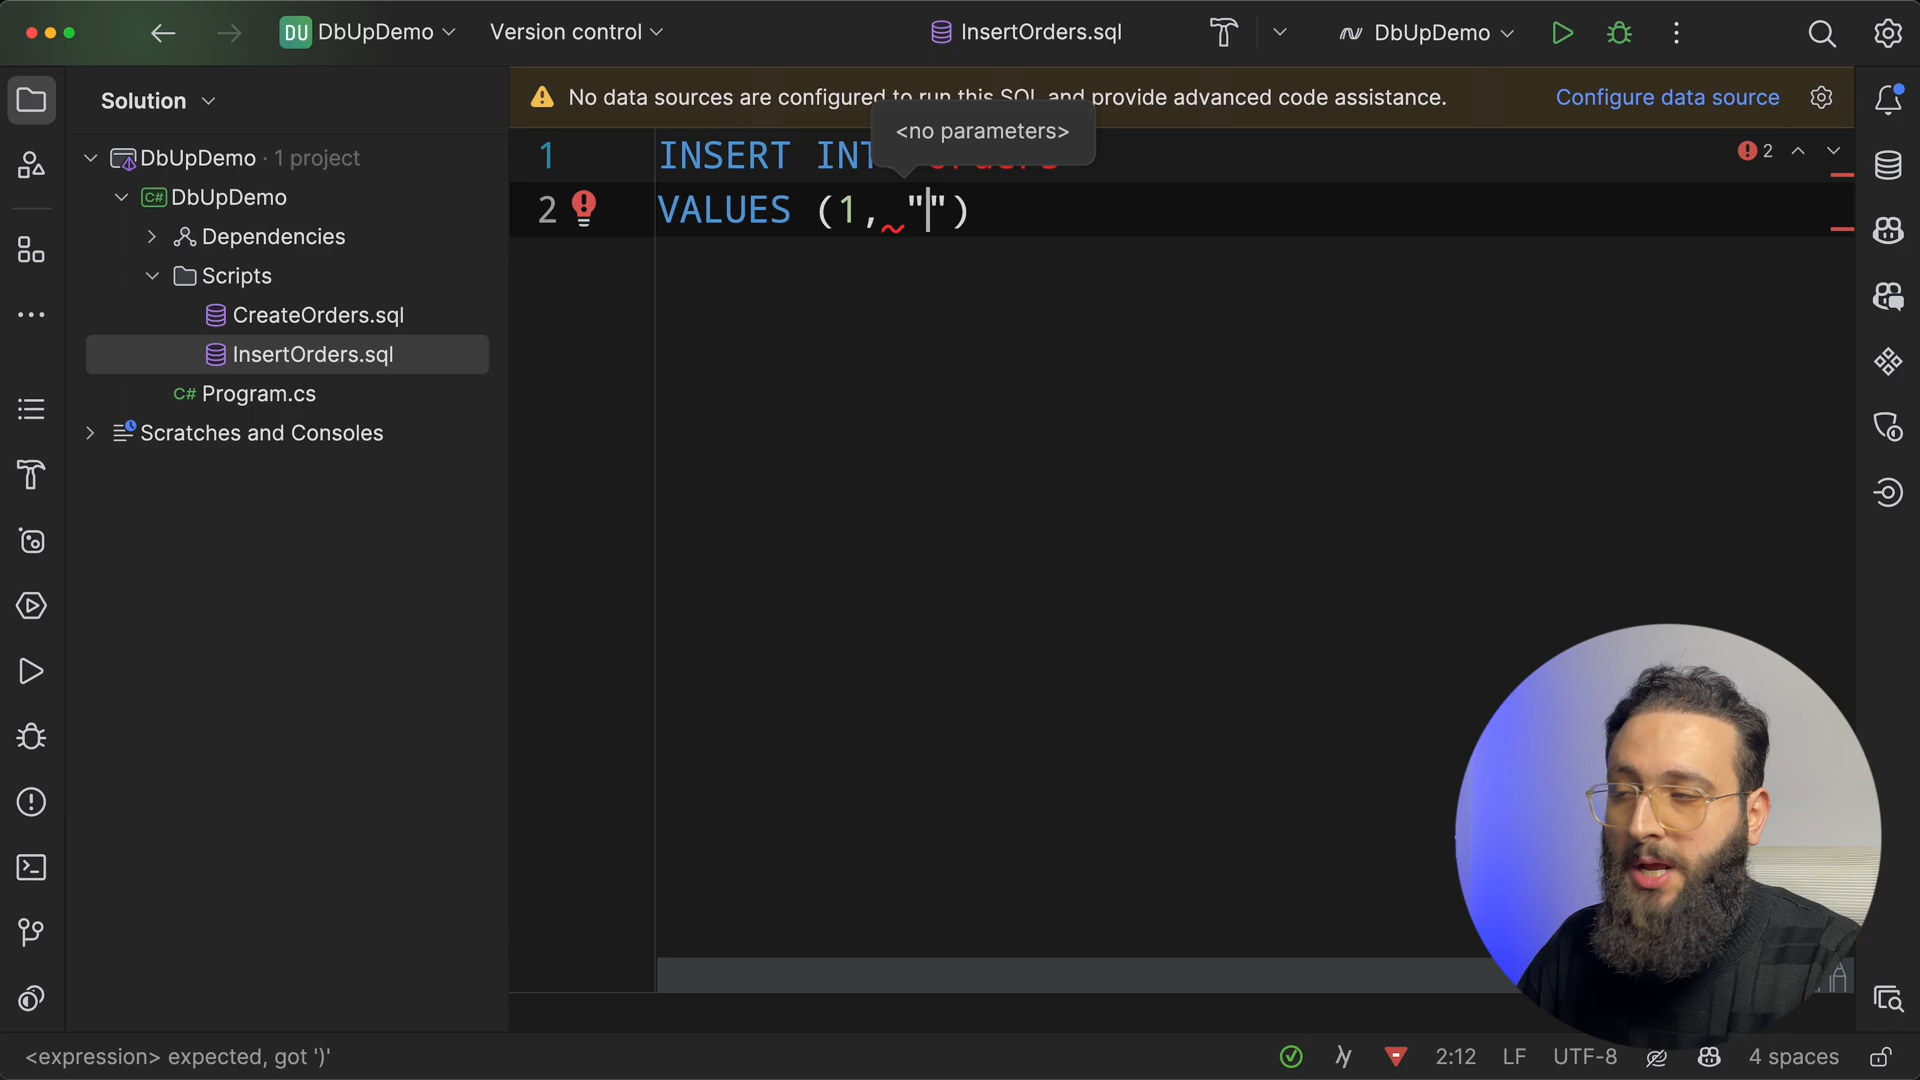 DU DbUpDemo
Version control
InsertOrders.sql
DbUpDemo
Solution
No data sources are configured to run this SQL and provide advanced code assistance.
Configure data source
<no parameters>
1 INSERT INT
2
2 VALUES (1, "")
DbUpDemo · 1 project
C# DbUpDemo
Dependencies
Scripts
CreateOrders.sql
InsertOrders.sql
C# Program.cs
Scratches and Consoles
<expression> expected, got ')'
2:12
LF
UTF-8
4 spaces